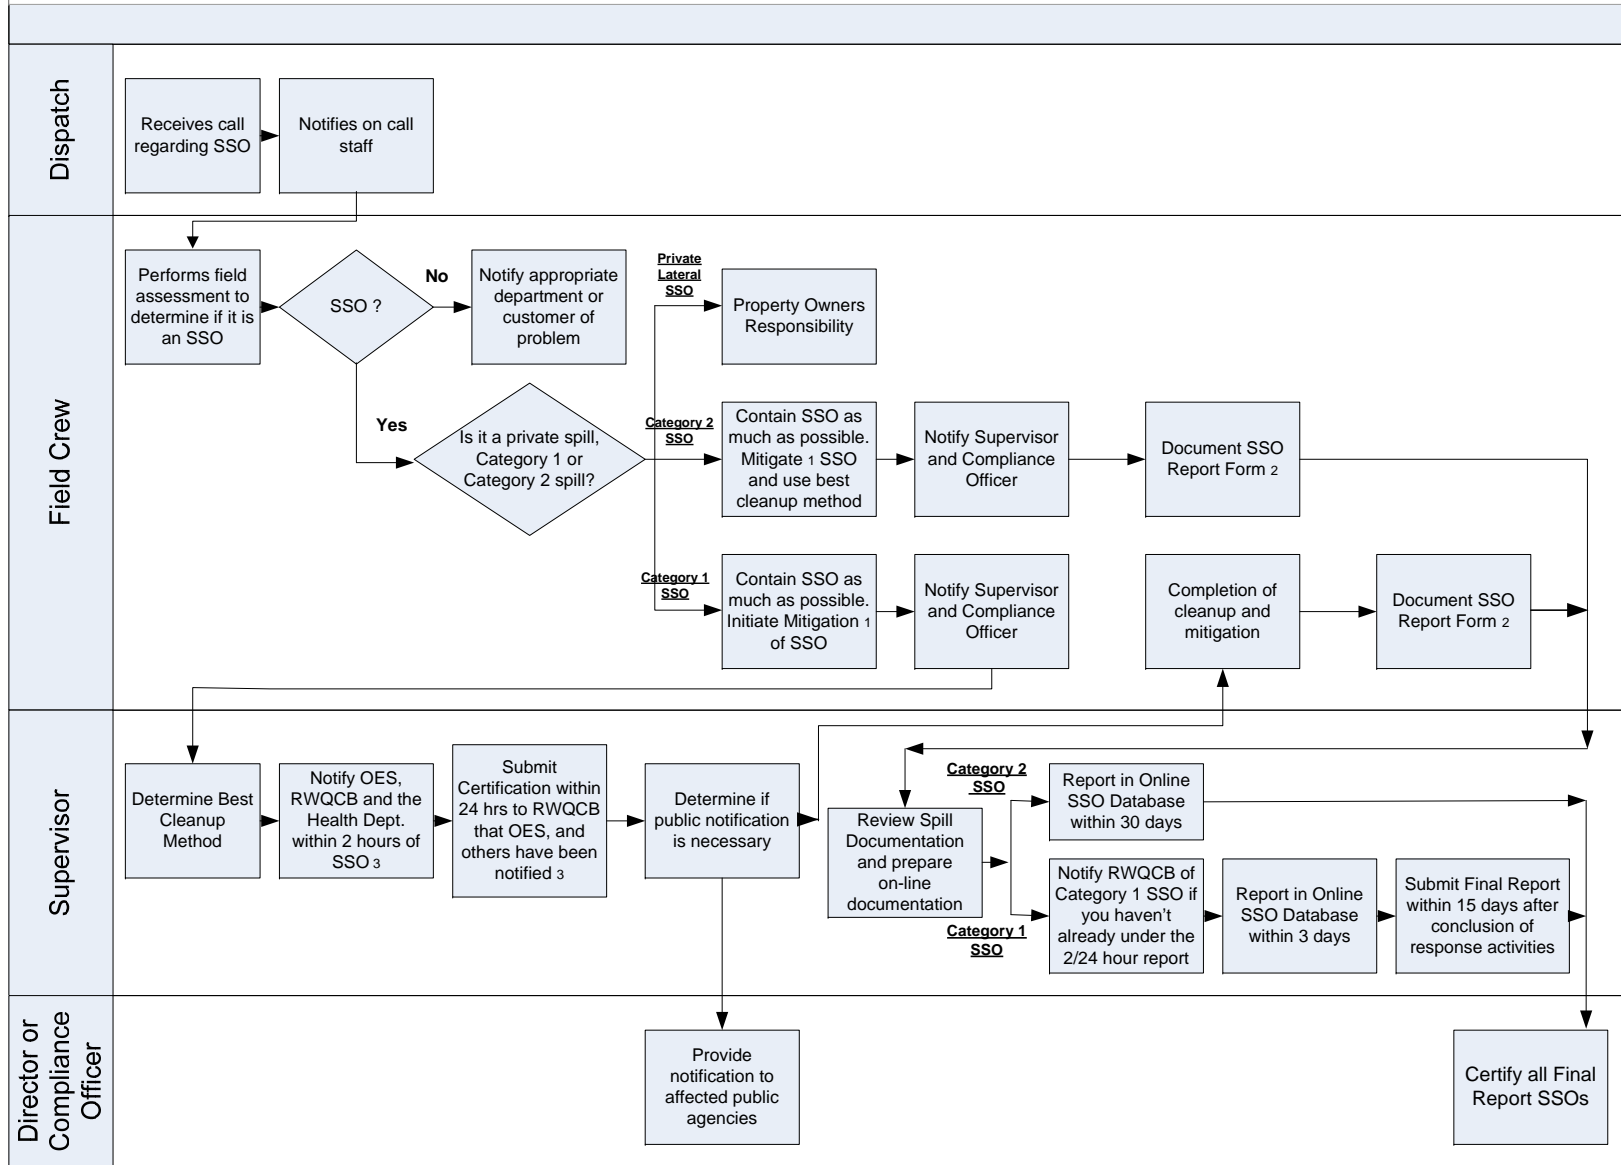 Dispatch
Receives call
regarding SSO
Notifies on call
staff
Field Crew
Performs field
assessment to
determine if it is
an SSO
SSO ?
No
Notify appropriate
department or
customer of
problem
Yes
Is it a private spill,
Category 1 or
Category 2 spill?
Private
Lateral
SSO
Property Owners
Responsibility
Category 2
SSO
Contain SSO as
much as possible.
Mitigate 1 SSO
and use best
cleanup method
Notify Supervisor
and Compliance
Officer
Document SSO
Report Form 2
Category 1
SSO
Contain SSO as
much as possible.
Initiate Mitigation 1
of SSO
Notify Supervisor
and Compliance
Officer
Completion of
cleanup and
mitigation
Document SSO
Report Form 2
Supervisor
Determine Best
Cleanup
Method
Notify OES,
RWQCB and the
Health Dept.
within 2 hours of
SSO 3
Submit
Certification within
24 hrs to RWQCB
that OES, and
others have been
notified 3
Determine if
public notification
is necessary
Review Spill
Documentation
and prepare
on-line
documentation
Category 2
SSO
Report in Online
SSO Database
within 30 days
Category 1
SSO
Notify RWQCB of
Category 1 SSO if
you haven't
already under the
2/24 hour report
Report in Online
SSO Database
within 3 days
Submit Final Report
within 15 days after
conclusion of
response activities
Director or
Compliance
Officer
Provide
notification to
affected public
agencies
Certify all Final
Report SSOs